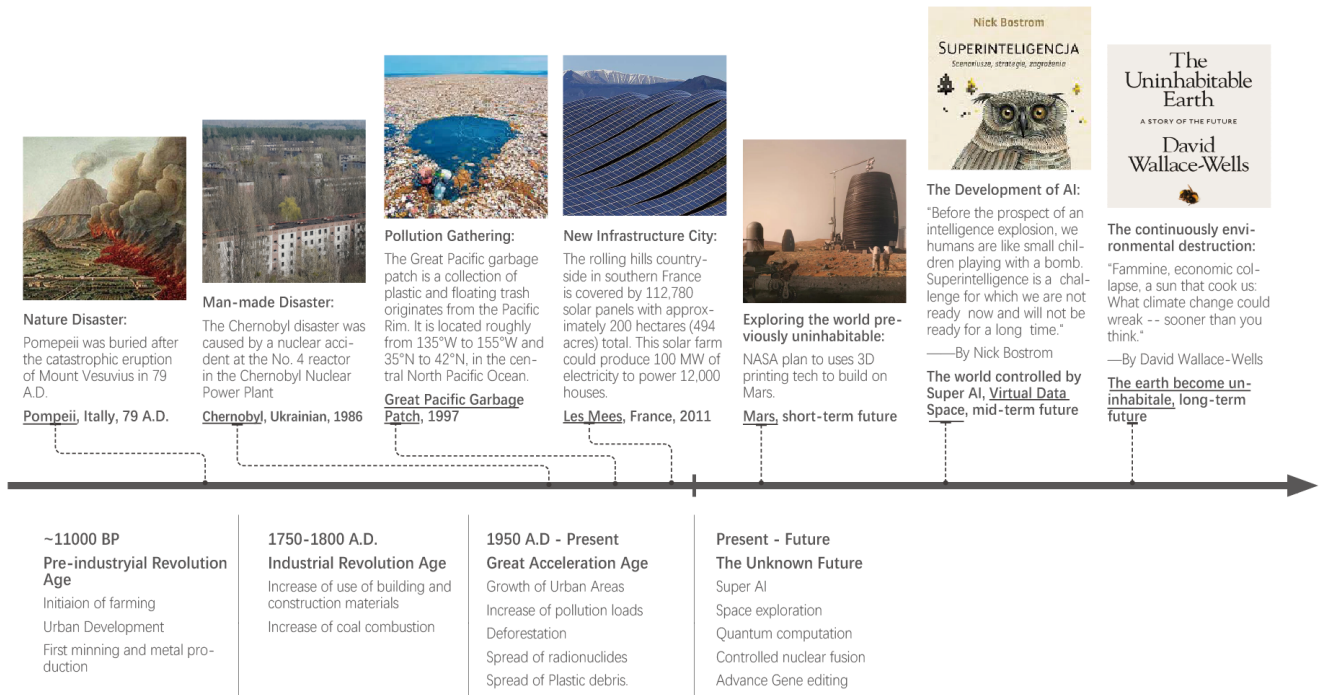 Nature Disaster:
Pomepeii was buried after
the catastrophic eruption
of Mount Vesuvius in 79
A.D.
Pompeii, Itally, 79 A.D.
Man-made Disaster:
The Chernobyl disaster was
caused by a nuclear acci-
dent at the No. 4 reactor
in the Chernobyl Nuclear
Power Plant
Chernobyl, Ukrainian, 1986
Pollution Gathering:
The Great Pacific garbage
patch is a collection of
plastic and floating trash
originates from the Pacific
Rim. It is located roughly
from 135°W to 155°W and
35°N to 42°N, in the cen-
tral North Pacific Ocean.
Great Pacific Garbage
Patch, 1997
New Infrastructure City:
The rolling hills country-
side in southern France
is covered by 112,780
solar panels with approx-
imately 200 hectares (494
acres) total. This solar farm
could produce 100 MW of
electricity to power 12,000
houses.
Les Mees, France, 2011
Exploring the world pre-
viously uninhabitable:
NASA plan to uses 3D
printing tech to build on
Mars.
Mars, short-term future
Nick Bostrom
SUPERINTELIGENCJA
Scenariusze, strategie, zagrożenia
The Development of AI:
"Before the prospect of an
intelligence explosion, we
humans are like small chil-
dren playing with a bomb.
Superintelligence is a chal-
lenge for which we are not
ready now and will not be
ready for a long time."
——By Nick Bostrom
The world controlled by
Super AI, Virtual Data
Space, mid-term future
The
Uninhabitable
Earth
A STORY OF THE FUTURE
David
Wallace-Wells
The continuously envi-
ronmental destruction:
"Fammine, economic col-
lapse, a sun that cook us:
What climate change could
wreak -- sooner than you
think."
—By David Wallace-Wells
The earth become un-
inhabitale, long-term
future
~11000 BP
Pre-industryial Revolution
Age
Initiaion of farming
Urban Development
First minning and metal pro-
duction
1750-1800 A.D.
Industrial Revolution Age
Increase of use of building and
construction materials
Increase of coal combustion
1950 A.D - Present
Great Acceleration Age
Growth of Urban Areas
Increase of pollution loads
Deforestation
Spread of radionuclides
Spread of Plastic debris.
Present - Future
The Unknown Future
Super AI
Space exploration
Quantum computation
Controlled nuclear fusion
Advance Gene editing